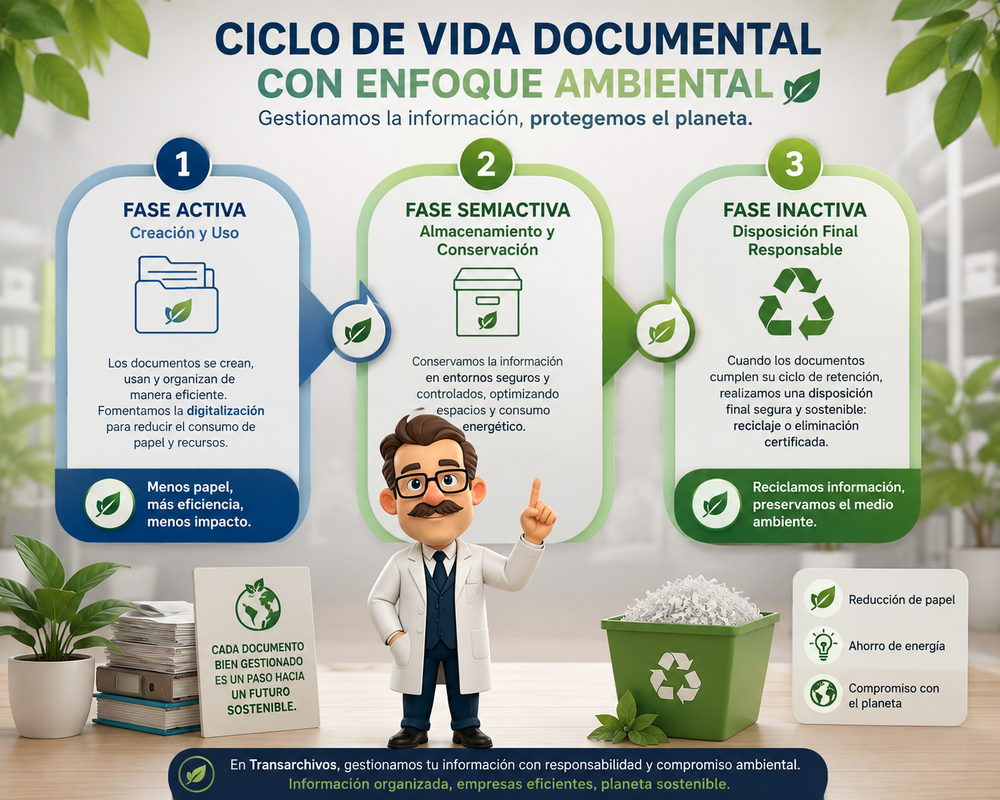 CICLO DE VIDA DOCUMENTAL
CON ENFOQUE AMBIENTAL
Gestionamos la información, protegemos el planeta.
1
FASE ACTIVA
Creación y Uso
Los documentos se crean,
usan y organizan de
manera eficiente.
Fomentamos la digitalización
para reducir el consumo de
papel y recursos.
Menos papel,
más eficiencia,
menos impacto.
2
FASE SEMIACTIVA
Almacenamiento y
Conservación
Conservamos la información
en entornos seguros y
controlados, optimizando
espacios y consumo
energético.
3
FASE INACTIVA
Disposición Final
Responsable
Cuando los documentos
cumplen su ciclo de retención,
realizamos una disposición
final segura y sostenible:
reciclaje o eliminación
certificada.
Reciclamos información,
preservamos el medio
ambiente.
CADA DOCUMENTO
BIEN GESTIONADO
ES UN PASO HACIA
UN FUTURO
SOSTENIBLE.
Reducción de papel
Ahorro de energía
Compromiso con
el planeta
En Transarchivos, gestionamos tu información con responsabilidad y compromiso ambiental.
Información organizada, empresas eficientes, planeta sostenible.